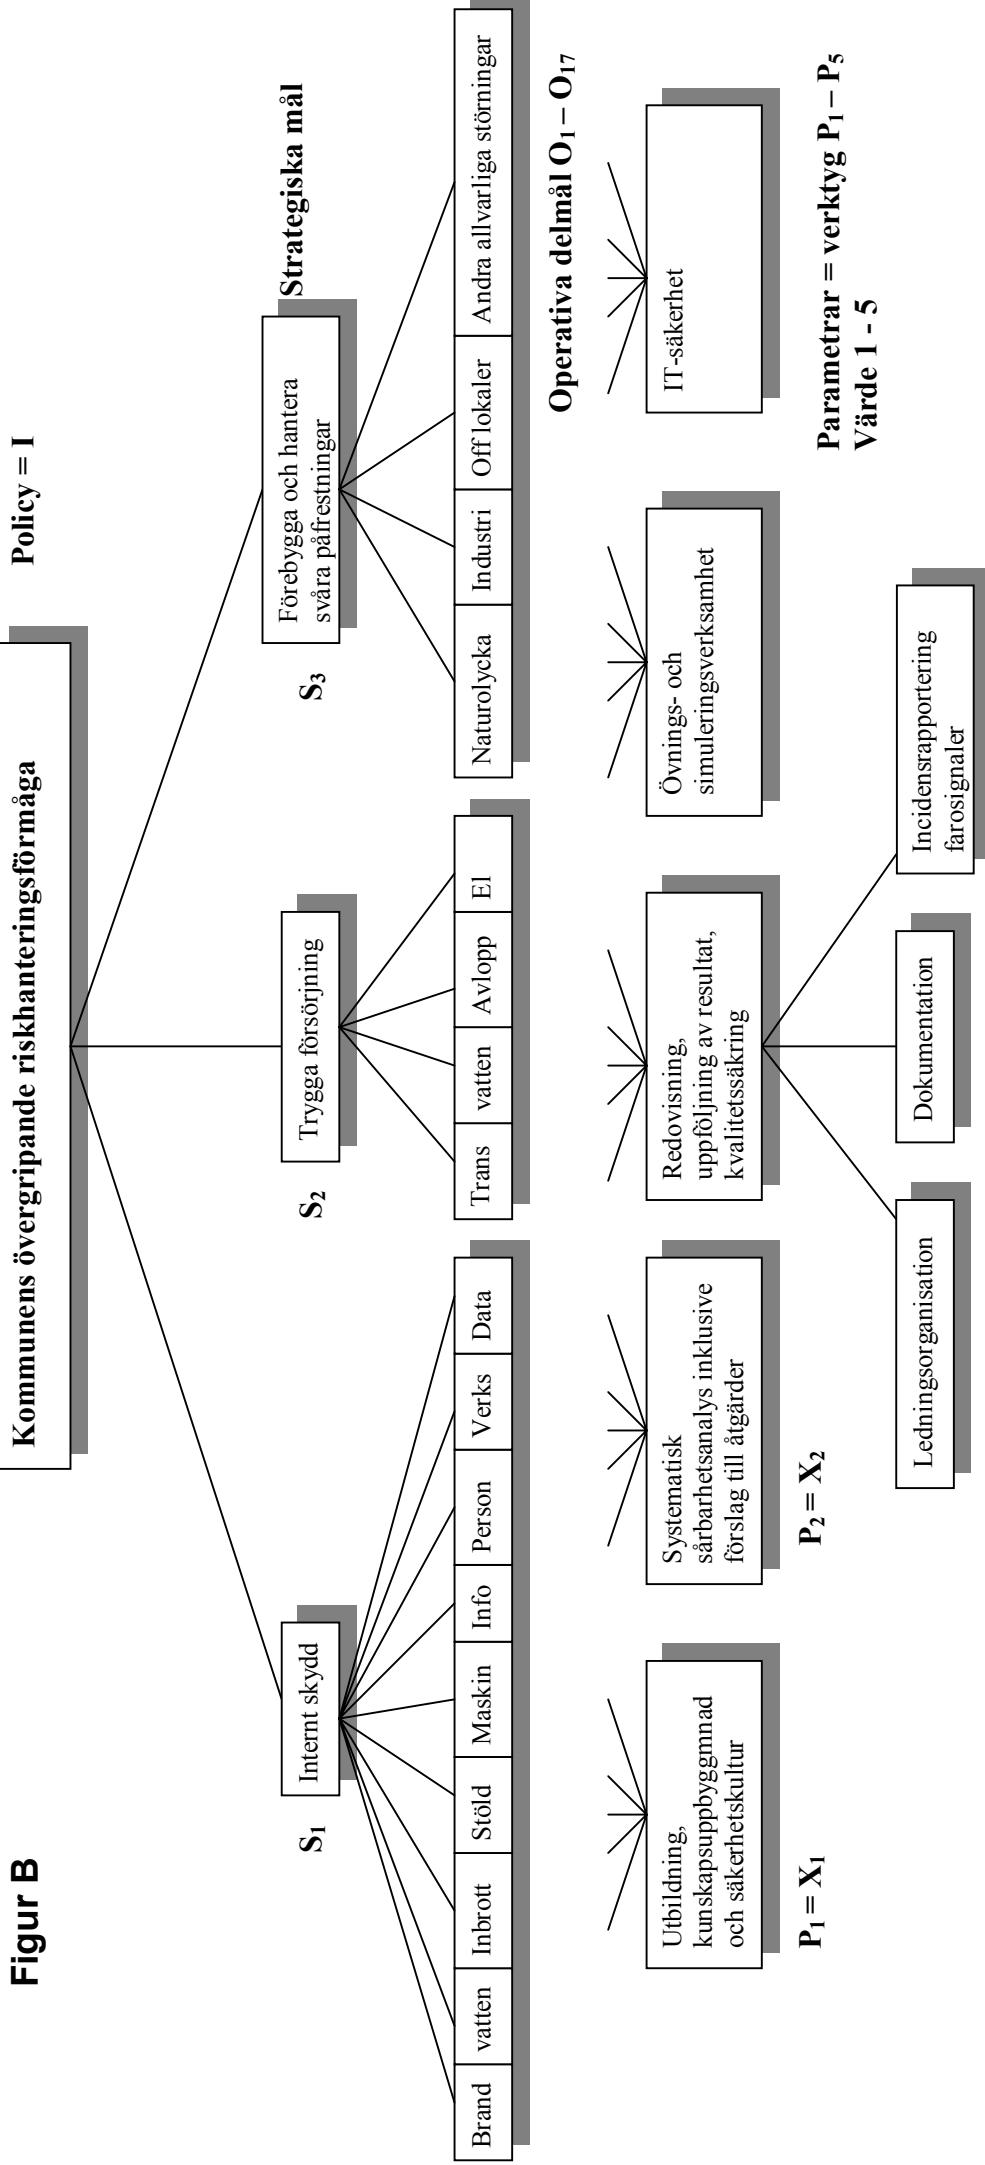 Figur B
Kommunens övergripande riskhanteringsförmåga
Policy = I
Strategiska mål
S1
Internt skydd
S2
Trygga försörjning
S3
Förebygga och hantera
svåra påfrestningar
Brand
vatten
Inbrott
Stöld
Maskin
Info
Person
Verks
Data
Trans
vatten
Avlopp
El
Naturolycka
Industri
Off lokaler
Andra allvarliga störningar
Operativa delmål O1 – O17
Utbildning,
kunskapsuppbyggmnad
och säkerhetskultur
Systematisk
sårbarhetsanalys inklusive
förslag till åtgärder
Redovisning,
uppföljning av resultat,
kvalitetssäkring
Övnings- och
simuleringsverksamhet
IT-säkerhet
P1 = X1
P2 = X2
Parametrar = verktyg P1 – P5
Värde 1 - 5
Ledningsorganisation
Dokumentation
Incidensrapportering
farosignaler